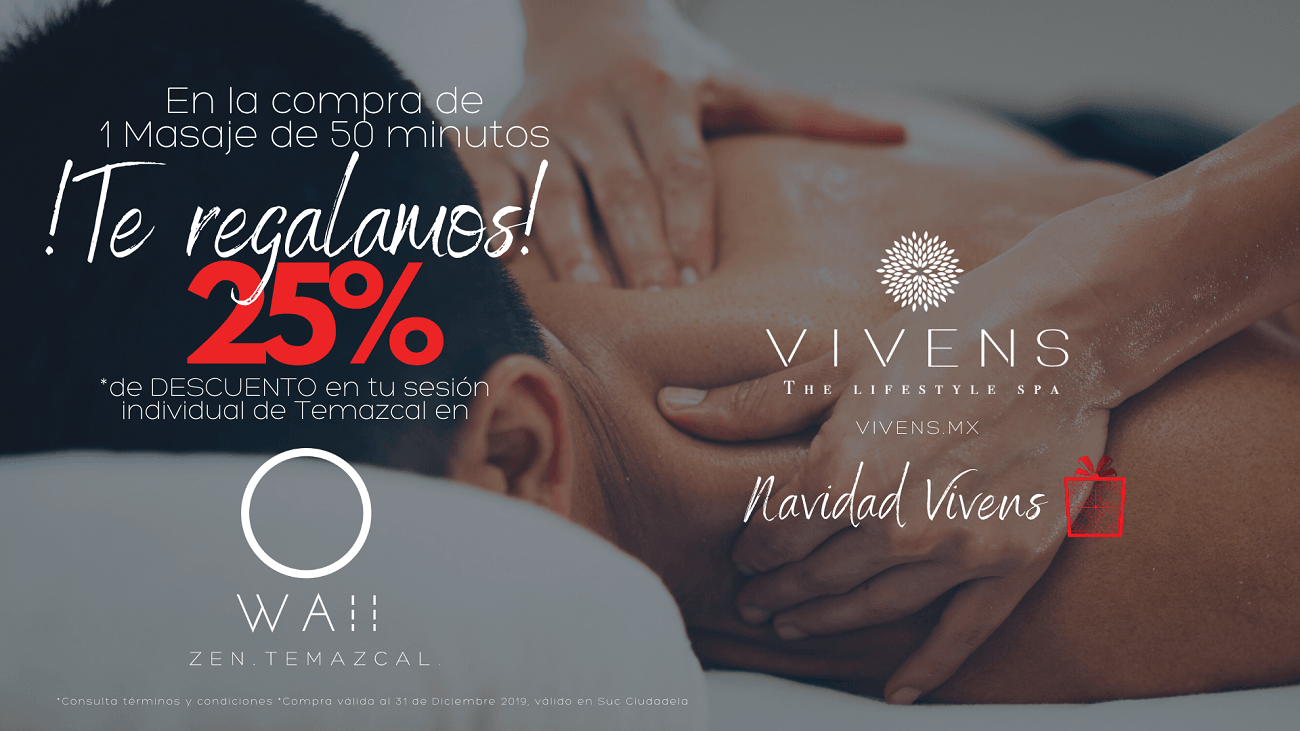 En la compra de
1 Masaje de 50 minutos
!Te regalamos!
25%
*de DESCUENTO en tu sesión
individual de Temazcal en
WAII
ZEN.TEMAZCAL.
*Consulta términos y condiciones *Compra válida al 31 de Diciembre 2019, válido en Suc Ciudadela
VIVENS
THE LIFESTYLE SPA
VIVENS.MX
Navidad Vivens